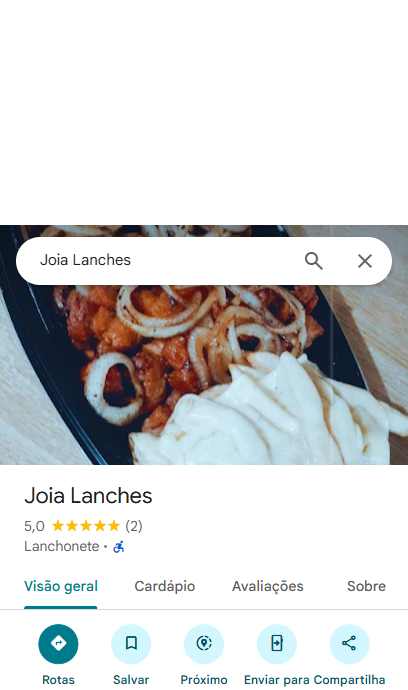 Joia Lanches
Joia Lanches
5,0 (2)
Lanchonete ·
Visão geral Cardápio Avaliações Sobre
Rotas Salvar Próximo Enviar para Compartilha